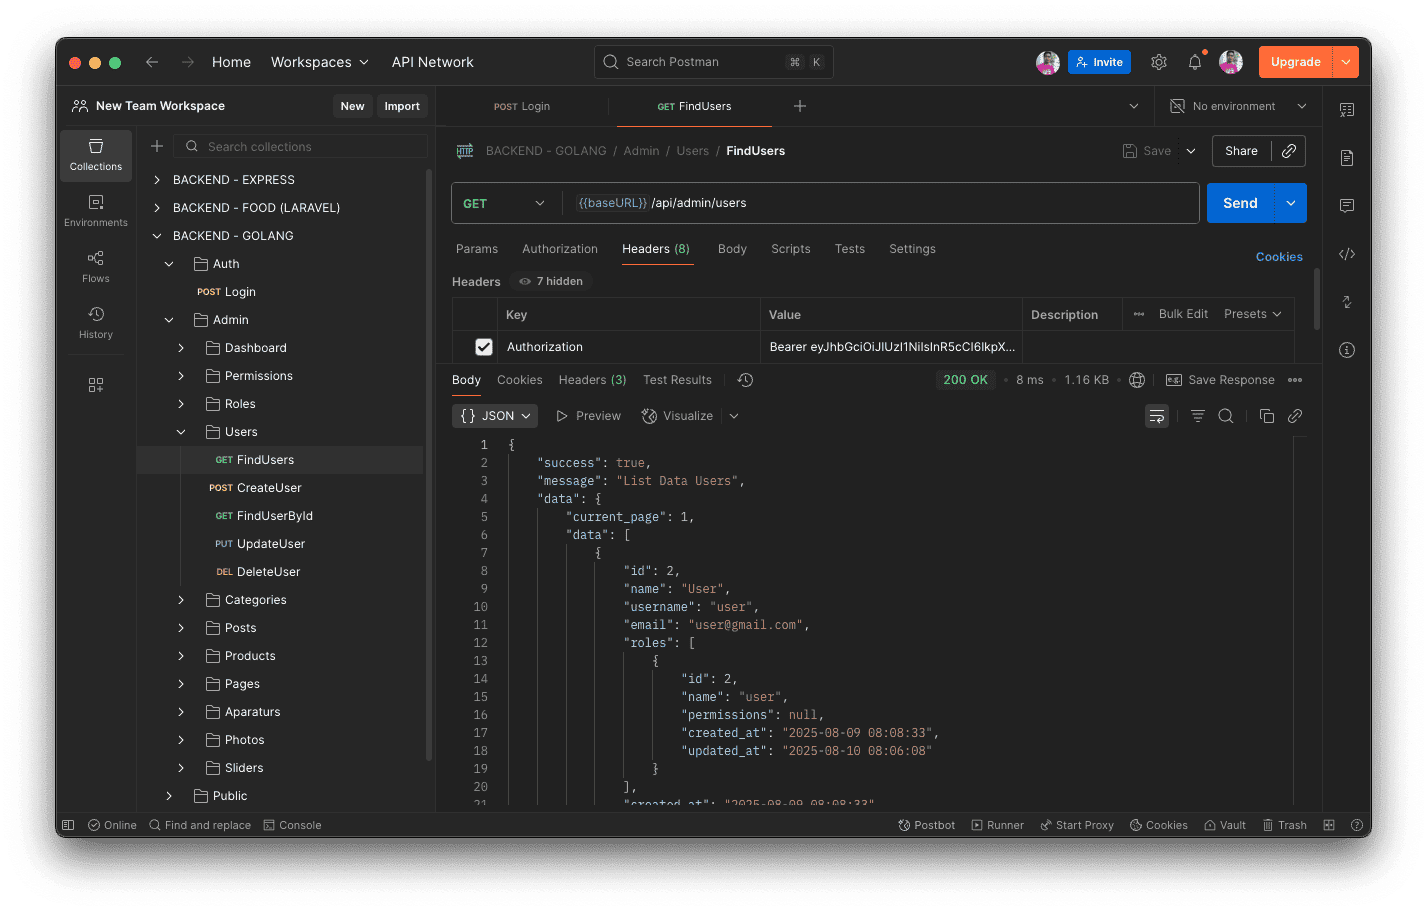 Home
Workspaces
API Network
Search Postman
⌘ K
Invite
Upgrade
New Team Workspace
New
Import
POST Login
GET FindUsers
No environment
Collections
Environments
Flows
History
Search collections
BACKEND - EXPRESS
BACKEND - FOOD (LARAVEL)
BACKEND - GOLANG
Auth
POST Login
Admin
Dashboard
Permissions
Roles
Users
GET FindUsers
POST CreateUser
GET FindUserById
PUT UpdateUser
DEL DeleteUser
Categories
Posts
Products
Pages
Aparaturs
Photos
Sliders
Public
HTTP BACKEND - GOLANG / Admin / Users / FindUsers
Save
Share
GET
{{baseURL}} /api/admin/users
Send
Params Authorization Headers (8) Body Scripts Tests Settings
Cookies
Headers 7 hidden
Key Value Description Bulk Edit Presets
Authorization Bearer eyJhbGciOiJIUzI1NiIsInR5cCI6IkpX...
Body Cookies Headers (3) Test Results
200 OK • 8 ms • 1.16 KB • e.g. Save Response
{} JSON Preview Visualize
1 {
2 "success": true,
3 "message": "List Data Users",
4 "data": {
5 "current_page": 1,
6 "data": [
7 {
8 "id": 2,
9 "name": "User",
10 "username": "user",
11 "email": "user@gmail.com",
12 "roles": [
13 {
14 "id": 2,
15 "name": "user",
16 "permissions": null,
17 "created_at": "2025-08-09 08:08:33",
18 "updated_at": "2025-08-10 08:06:08"
19 }
20 ],
21 "created_at": "2025-08-09 08:08:33"
Online Find and replace Console
Postbot Runner Start Proxy Cookies Vault Trash